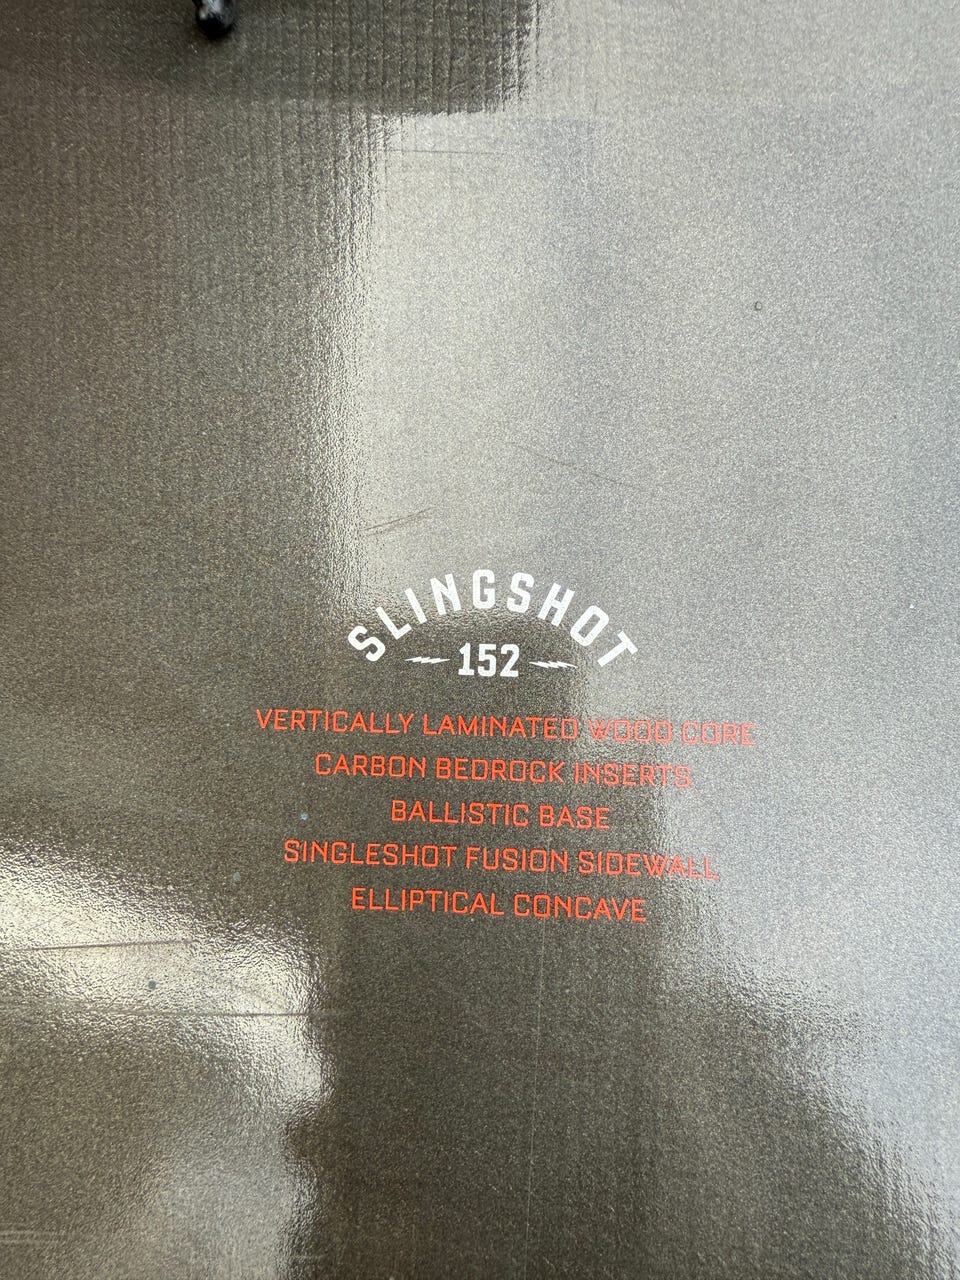 SLINGSHOT
152
VERTICALLY LAMINATED WOOD CORE
CARBON BEDROCK INSERTS
BALLISTIC BASE
SINGLESHOT FUSION SIDEWALL
ELLIPTICAL CONCAVE